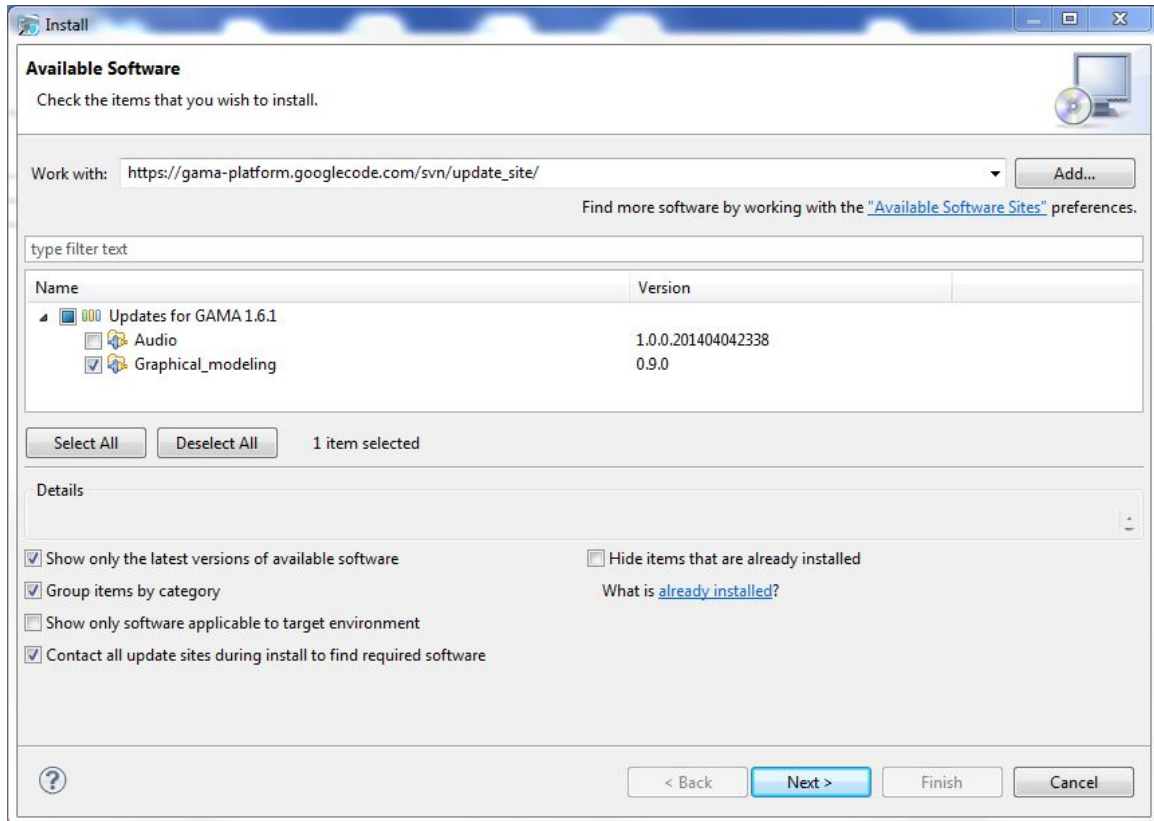 Install
Available Software
Check the items that you wish to install.
Work with: https://gama-platform.googlecode.com/svn/update_site/ Add...
Find more software by working with the "Available Software Sites" preferences.
type filter text
Name Version
Updates for GAMA 1.6.1
Audio 1.0.0.201404042338
Graphical_modeling 0.9.0
Select All Deselect All 1 item selected
Details
Show only the latest versions of available software Hide items that are already installed
Group items by category What is already installed?
Show only software applicable to target environment
Contact all update sites during install to find required software
? < Back Next > Finish Cancel